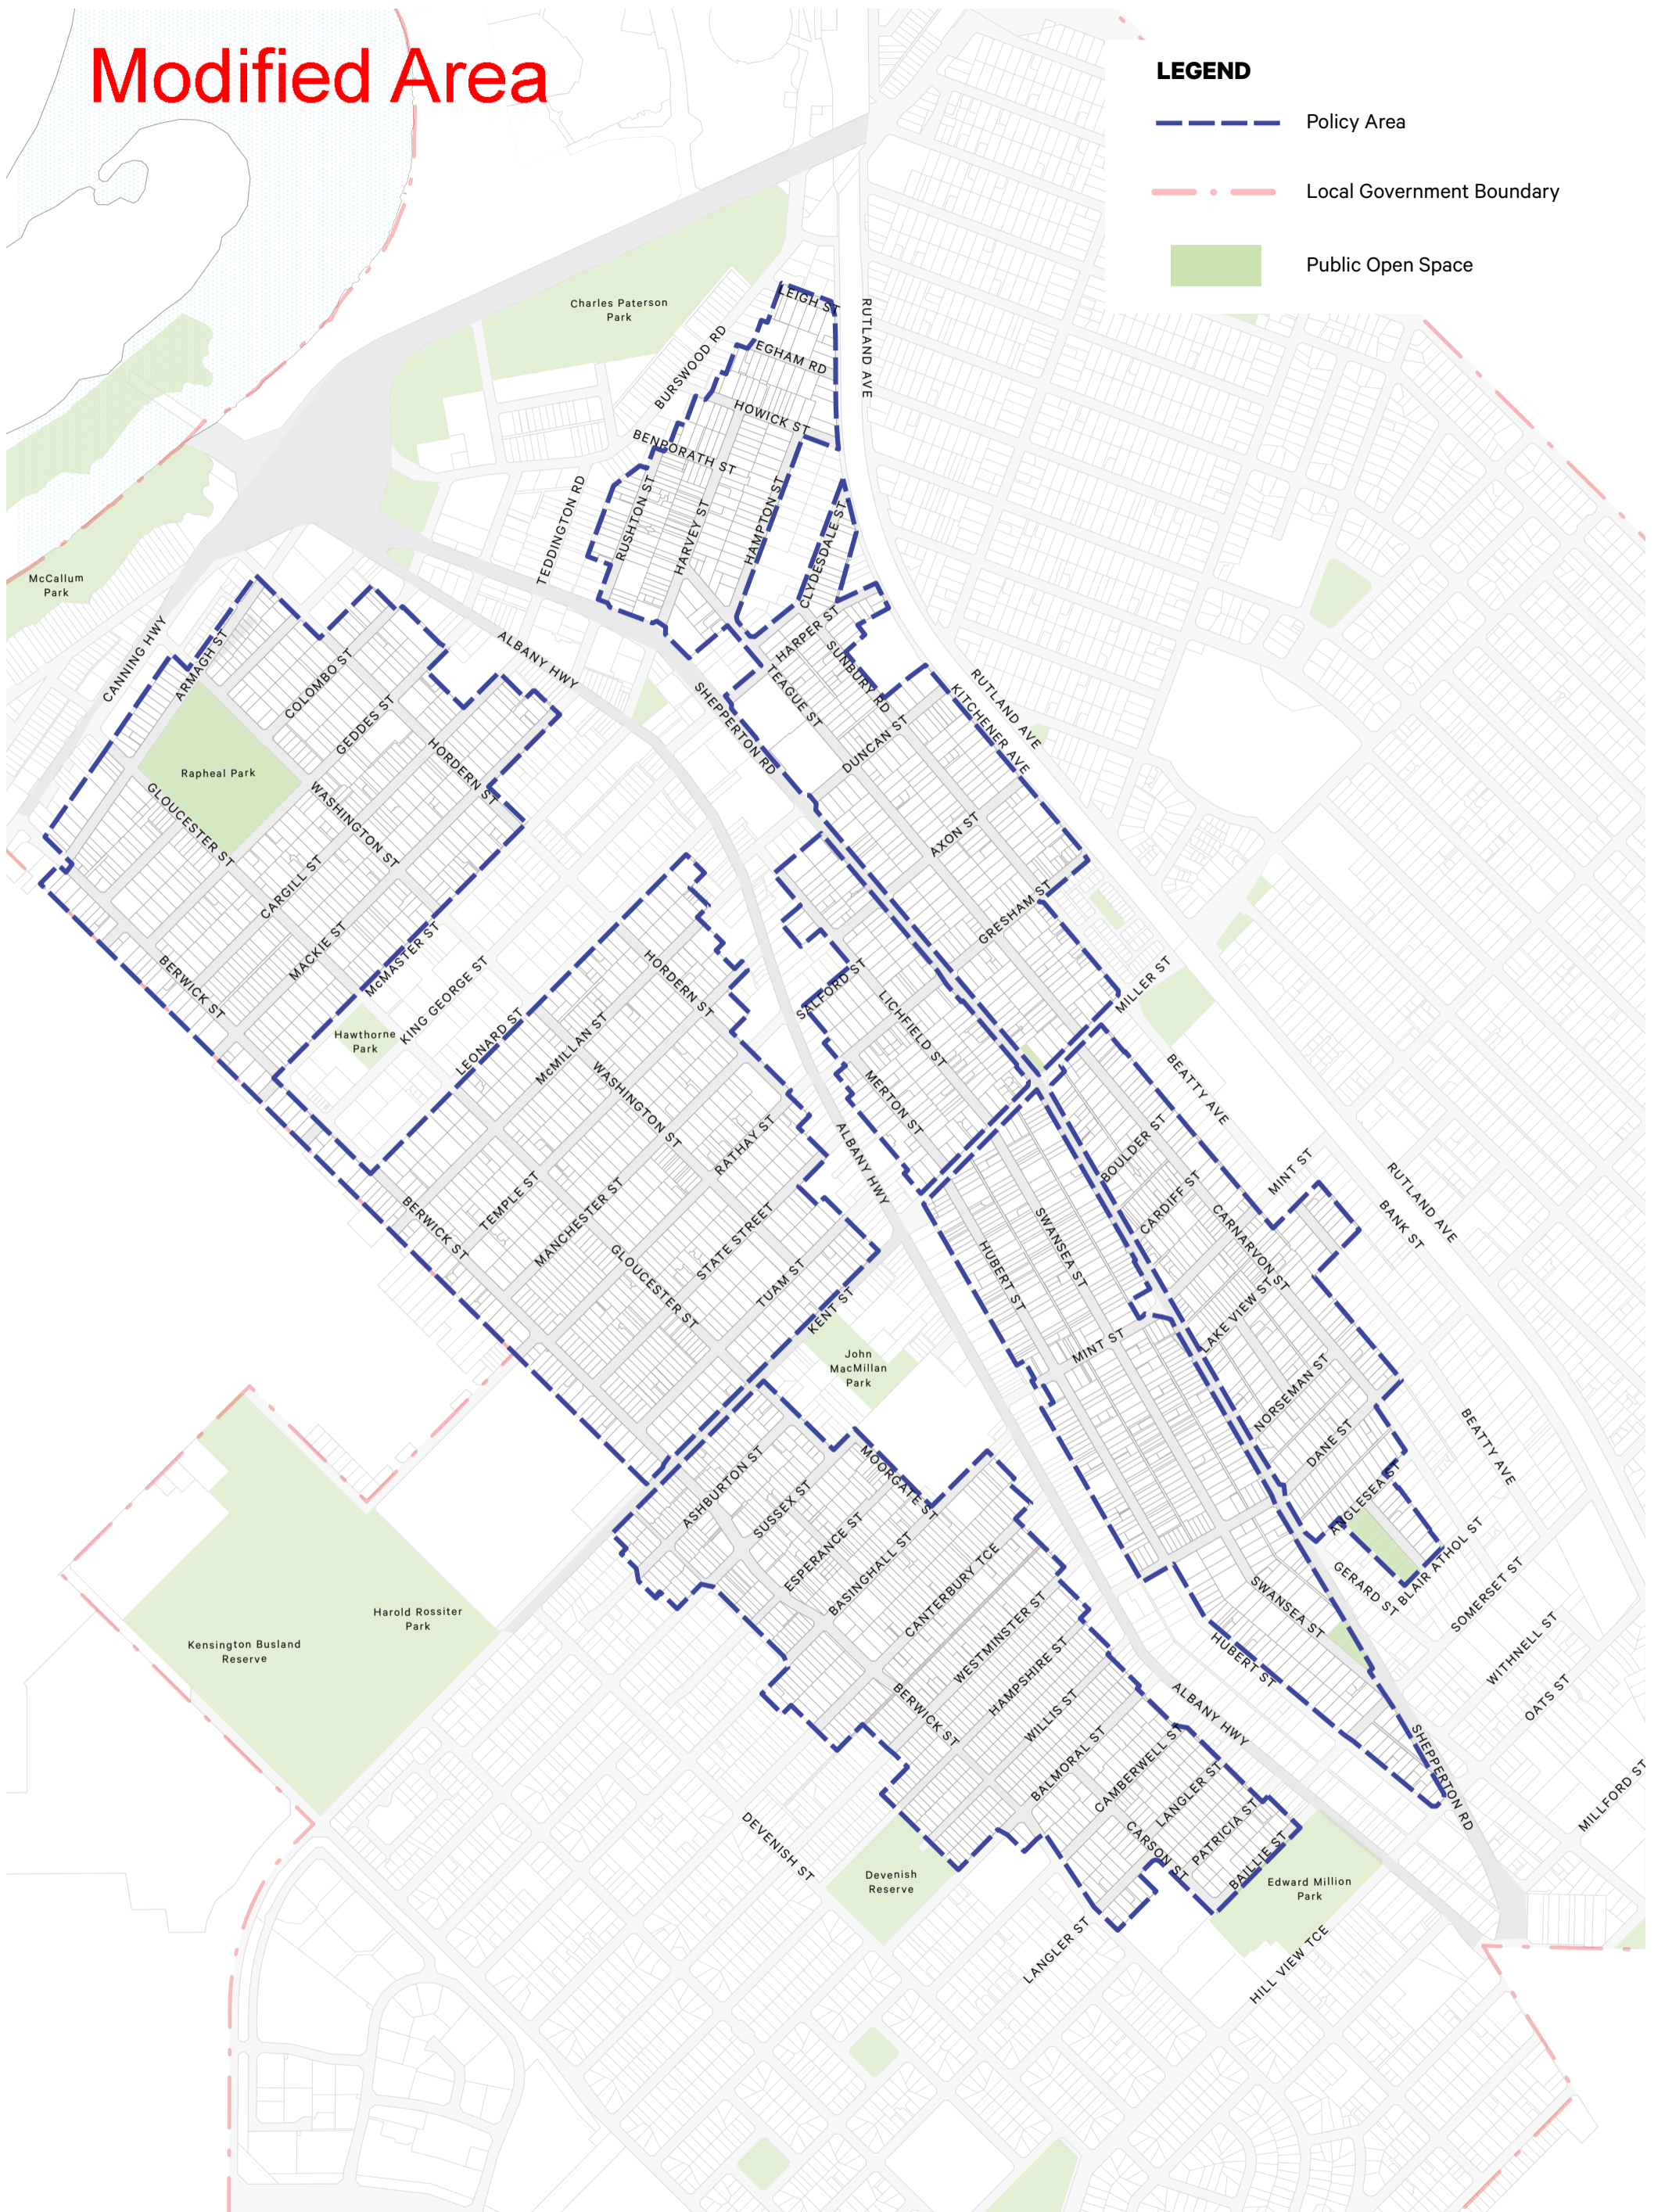 Modified Area
LEGEND
Policy Area
Local Government Boundary
Public Open Space
Charles Paterson
Park
LEIGH ST
RUTLAND AVE
BURSWOOD RD
EGHAM RD
HOWICK ST
BENPORATH ST
TEDDINGTON RD
RUSHTON ST
HARVEY ST
HAMPTON ST
CLYDESDALE ST
McCallum
Park
CANNING HWY
ARMAGH ST
COLOMBO ST
GEDDES ST
ALBANY HWY
HARPER ST
SUNBURY RD
TEAGUE ST
SHEPPERTON RD
DUNCAN ST
KITCHENER AVE
RUTLAND AVE
Rapheal Park
HORDERN ST
GLOUCESTER ST
WASHINGTON ST
CARGILL ST
AXON ST
GRESHAM ST
MACKIE ST
McMASTER ST
BERWICK ST
KING GEORGE ST
Hawthorne
Park
LEONARD ST
HORDERN ST
SALFORD ST
LICHFIELD ST
MILLER ST
McMILLAN ST
WASHINGTON ST
MERTON ST
BEATTY AVE
RATHAY ST
ALBANY HWY
BOULDER ST
CARDIFF ST
MINT ST
RUTLAND AVE
BANK ST
TEMPLE ST
BERWICK ST
MANCHESTER ST
GLOUCESTER ST
STATE STREET
TUAM ST
KENT ST
HUBERT ST
SWANSEA ST
CARNARVON ST
LAKE VIEW ST
MINT ST
John
MacMillan
Park
NORSEMAN ST
DANE ST
BEATTY AVE
ANGLESEA ST
MOORGATE ST
ASHBURTON ST
SUSSEX ST
ESPERANCE ST
BASINGHALL ST
CANTERBURY TCE
WESTMINSTER ST
HAMPSHIRE ST
WILLIS ST
BERWICK ST
BALMORAL ST
CAMBERWELL ST
LANGLER ST
PATRICIA ST
CARSON ST
BAILLIE ST
ALBANY HWY
HUBERT ST
SWANSEA ST
GERARD ST
BLAIR ATHOL ST
SOMERSET ST
WITHNELL ST
OATS ST
SHEPPERTON RD
MILLFORD ST
Harold Rossiter
Park
Kensington Busland
Reserve
DEVENISH ST
Devenish
Reserve
Edward Million
Park
LANGLER ST
HILL VIEW TCE